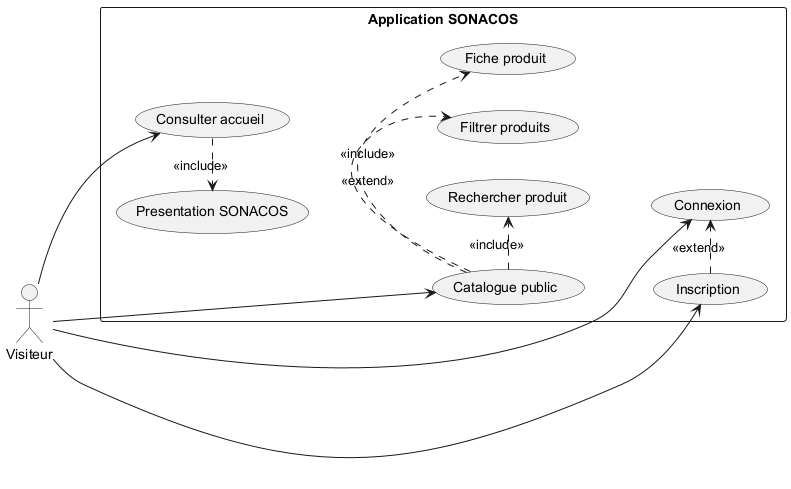 Application SONACOS
Fiche produit
Consulter accueil
Filtrer produits
«include»
«include»
«extend»
Presentation SONACOS
Rechercher produit
Connexion
«include»
«extend»
Catalogue public
Inscription
Visiteur